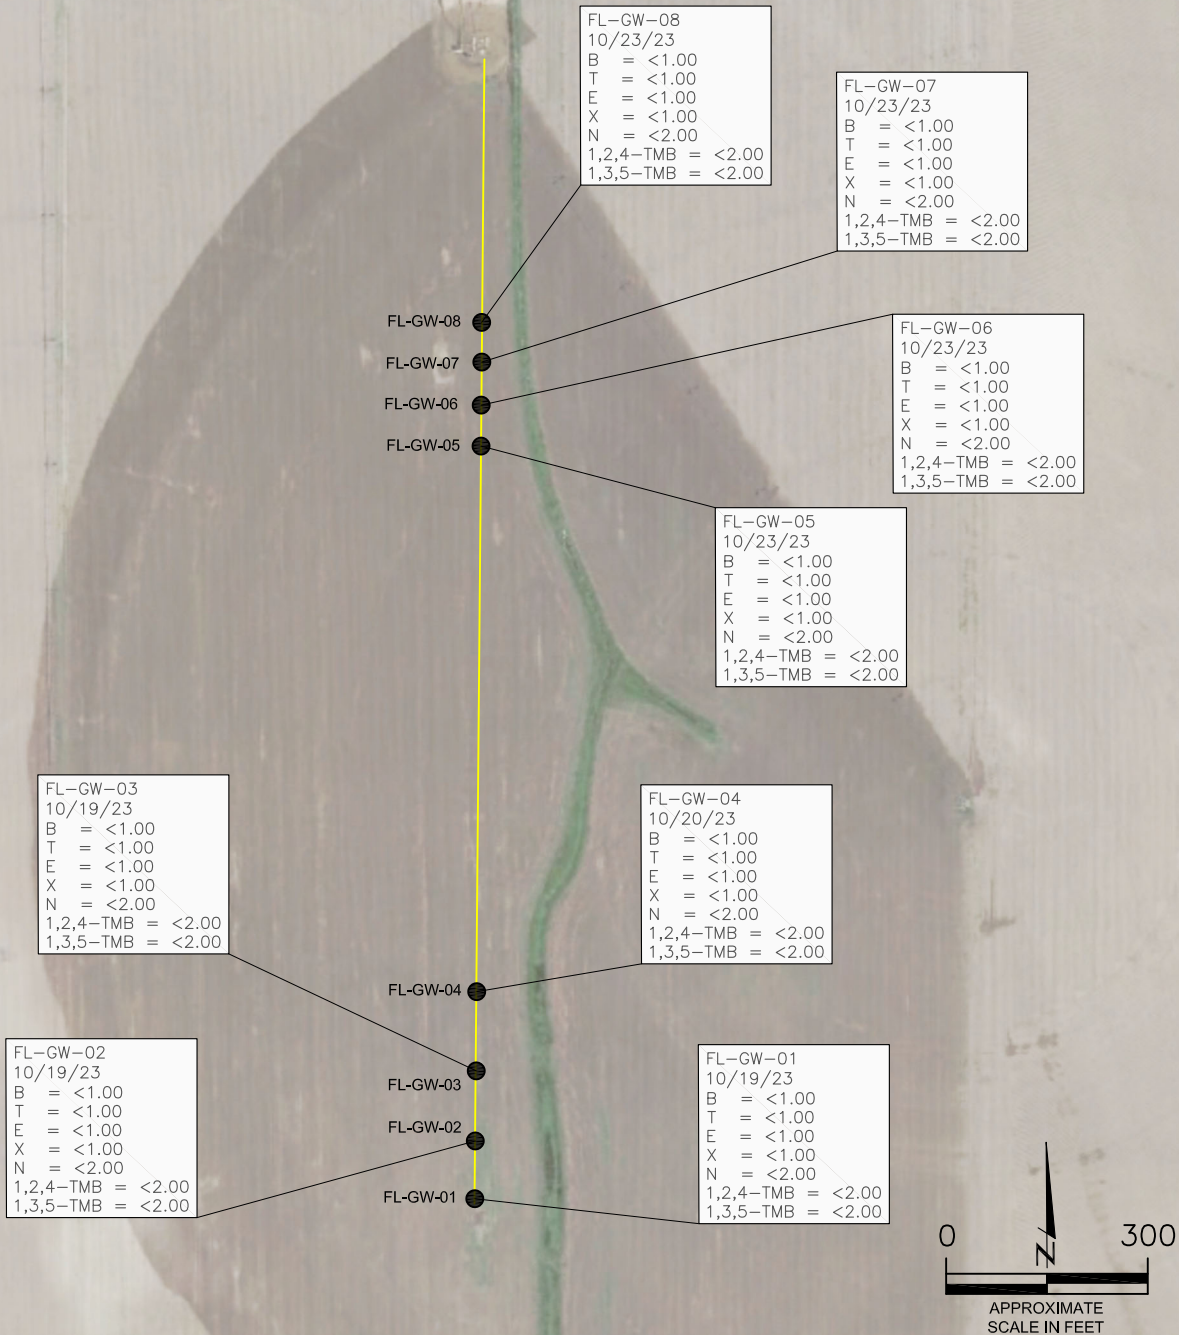 FL-GW-08
10/23/23
B = <1.00
T = <1.00
E = <1.00
X = <1.00
N = <2.00
1,2,4-TMB = <2.00
1,3,5-TMB = <2.00
FL-GW-07
10/23/23
B = <1.00
T = <1.00
E = <1.00
X = <1.00
N = <2.00
1,2,4-TMB = <2.00
1,3,5-TMB = <2.00
FL-GW-06
10/23/23
B = <1.00
T = <1.00
E = <1.00
X = <1.00
N = <2.00
1,2,4-TMB = <2.00
1,3,5-TMB = <2.00
FL-GW-08
FL-GW-07
FL-GW-06
FL-GW-05
FL-GW-05
10/23/23
B = <1.00
T = <1.00
E = <1.00
X = <1.00
N = <2.00
1,2,4-TMB = <2.00
1,3,5-TMB = <2.00
FL-GW-03
10/19/23
B = <1.00
T = <1.00
E = <1.00
X = <1.00
N = <2.00
1,2,4-TMB = <2.00
1,3,5-TMB = <2.00
FL-GW-04
10/20/23
B = <1.00
T = <1.00
E = <1.00
X = <1.00
N = <2.00
1,2,4-TMB = <2.00
1,3,5-TMB = <2.00
FL-GW-04
FL-GW-03
FL-GW-02
FL-GW-01
FL-GW-02
10/19/23
B = <1.00
T = <1.00
E = <1.00
X = <1.00
N = <2.00
1,2,4-TMB = <2.00
1,3,5-TMB = <2.00
FL-GW-01
10/19/23
B = <1.00
T = <1.00
E = <1.00
X = <1.00
N = <2.00
1,2,4-TMB = <2.00
1,3,5-TMB = <2.00
N
0 300
APPROXIMATE
SCALE IN FEET